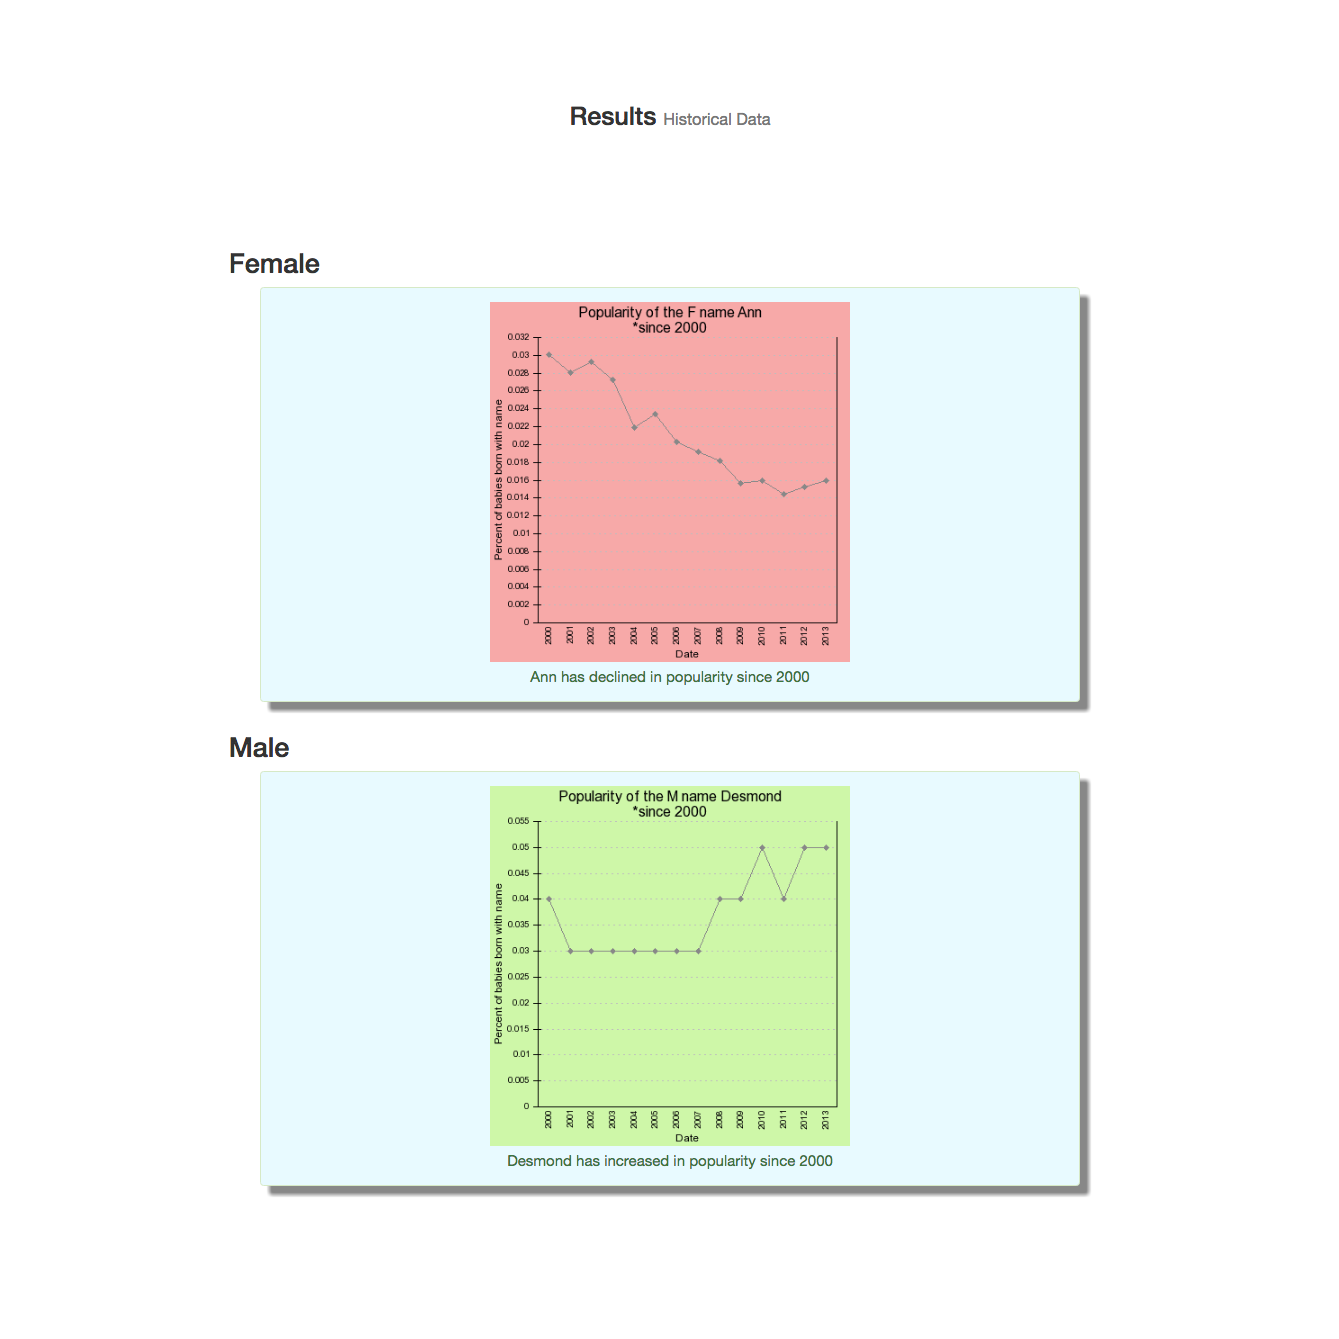 Results Historical Data
Female
Popularity of the F name Ann
*since 2000
0.032
0.03
0.028
0.026
0.024
0.022
0.02
0.018
0.016
0.014
0.012
0.01
0.008
0.006
0.004
0.002
0
Percent of babies born with name
2000 2001 2002 2003 2004 2005 2006 2007 2008 2009 2010 2011 2012 2013
Date
Ann has declined in popularity since 2000
Male
Popularity of the M name Desmond
*since 2000
0.055
0.05
0.045
0.04
0.035
0.03
0.025
0.02
0.015
0.01
0.005
0
Percent of babies born with name
2000 2001 2002 2003 2004 2005 2006 2007 2008 2009 2010 2011 2012 2013
Date
Desmond has increased in popularity since 2000